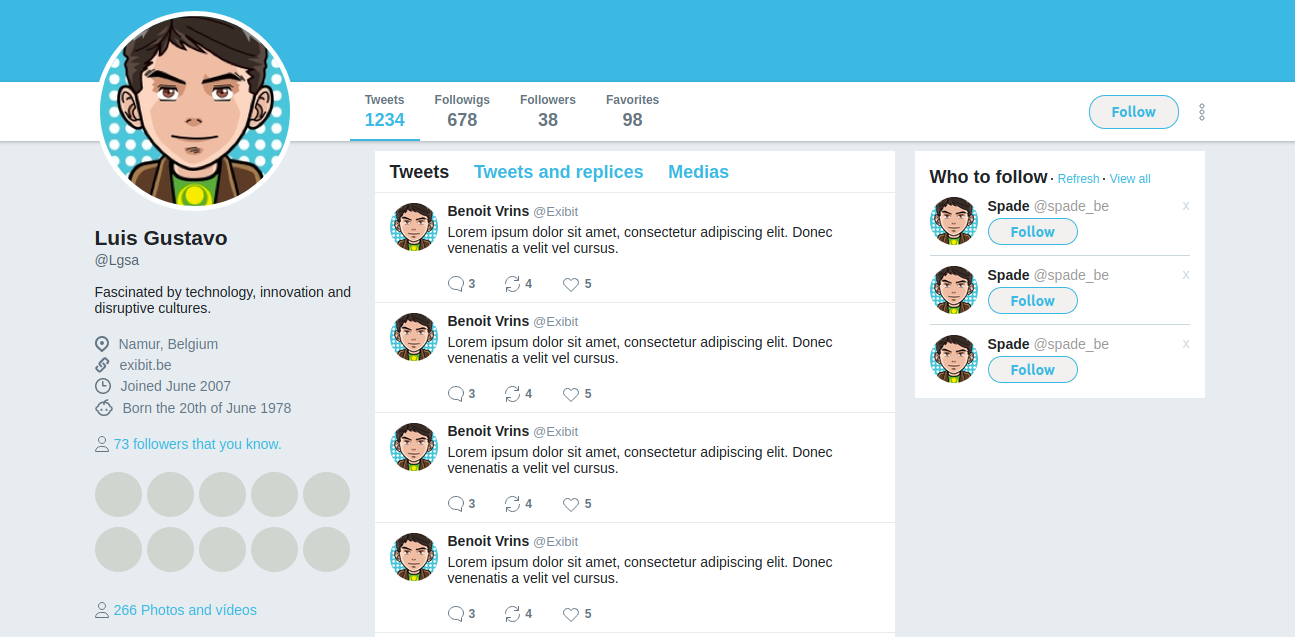 Tweets Followigs Followers Favorites
1234 678 38 98
Follow
Luis Gustavo
@Lgsa
Fascinated by technology, innovation and
disruptive cultures.
Namur, Belgium
exibit.be
Joined June 2007
Born the 20th of June 1978
73 followers that you know.
266 Photos and vídeos
Tweets Tweets and replices Medias
Benoit Vrins @Exibit
Lorem ipsum dolor sit amet, consectetur adipiscing elit. Donec
venenatis a velit vel cursus.
3 4 5
Benoit Vrins @Exibit
Lorem ipsum dolor sit amet, consectetur adipiscing elit. Donec
venenatis a velit vel cursus.
3 4 5
Benoit Vrins @Exibit
Lorem ipsum dolor sit amet, consectetur adipiscing elit. Donec
venenatis a velit vel cursus.
3 4 5
Benoit Vrins @Exibit
Lorem ipsum dolor sit amet, consectetur adipiscing elit. Donec
venenatis a velit vel cursus.
3 4 5
Who to follow · Refresh · View all
Spade @spade_be x
Follow
Spade @spade_be x
Follow
Spade @spade_be x
Follow